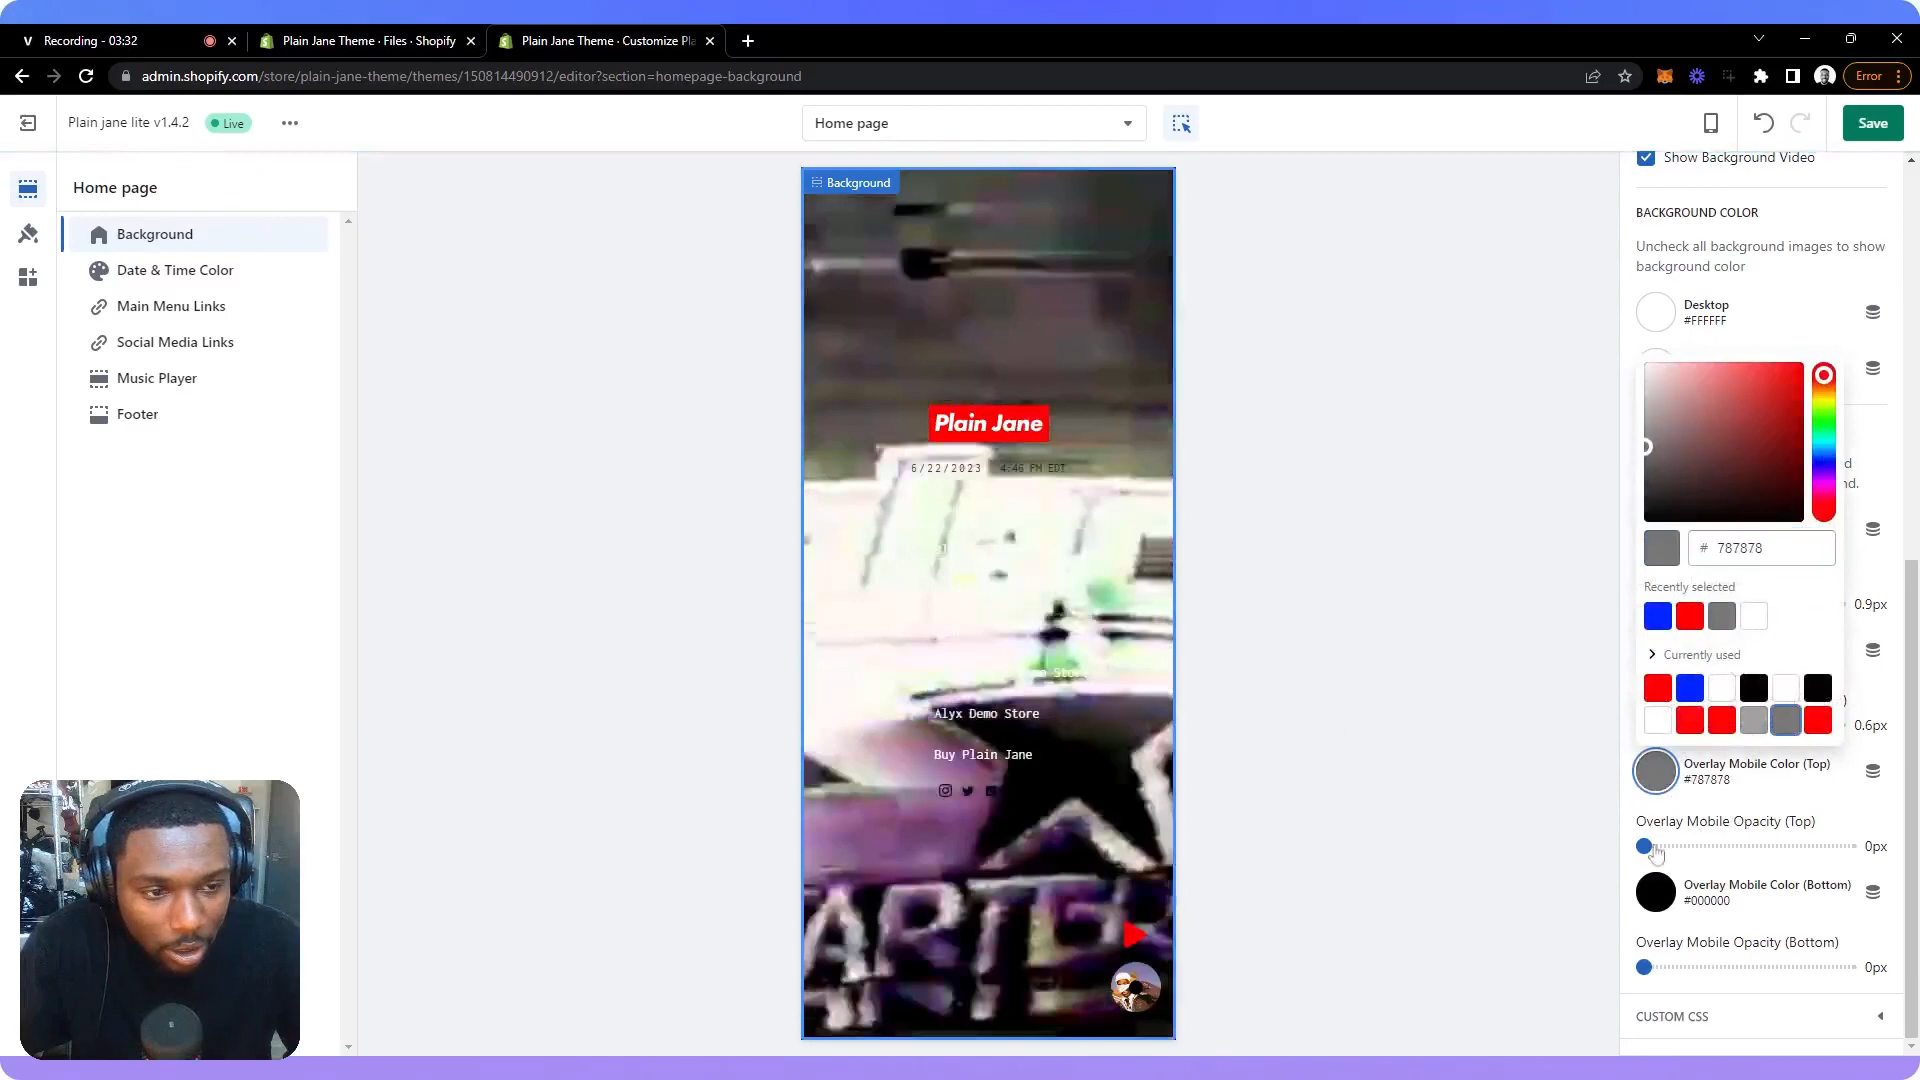 Recording - 03:32
Plain Jane Theme · Files · Shopify
Plain Jane Theme · Customize Pla
admin.shopify.com/store/plain-jane-theme/themes/150814490912/editor?section=homepage-background
Error
Plain jane lite v1.4.2
Live
Home page
Save
Home page
Background
Date & Time Color
Main Menu Links
Social Media Links
Music Player
Footer
Background
Plain Jane
6/22/2023 4:46 PM EDT
Alyx Demo Store
Buy Plain Jane
Show Background Video
BACKGROUND COLOR
Uncheck all background images to show
background color
Desktop
#FFFFFF
# 787878
Recently selected
0.9px
Currently used
0.6px
Overlay Mobile Color (Top)
#787878
Overlay Mobile Opacity (Top)
0px
Overlay Mobile Color (Bottom)
#000000
Overlay Mobile Opacity (Bottom)
0px
CUSTOM CSS